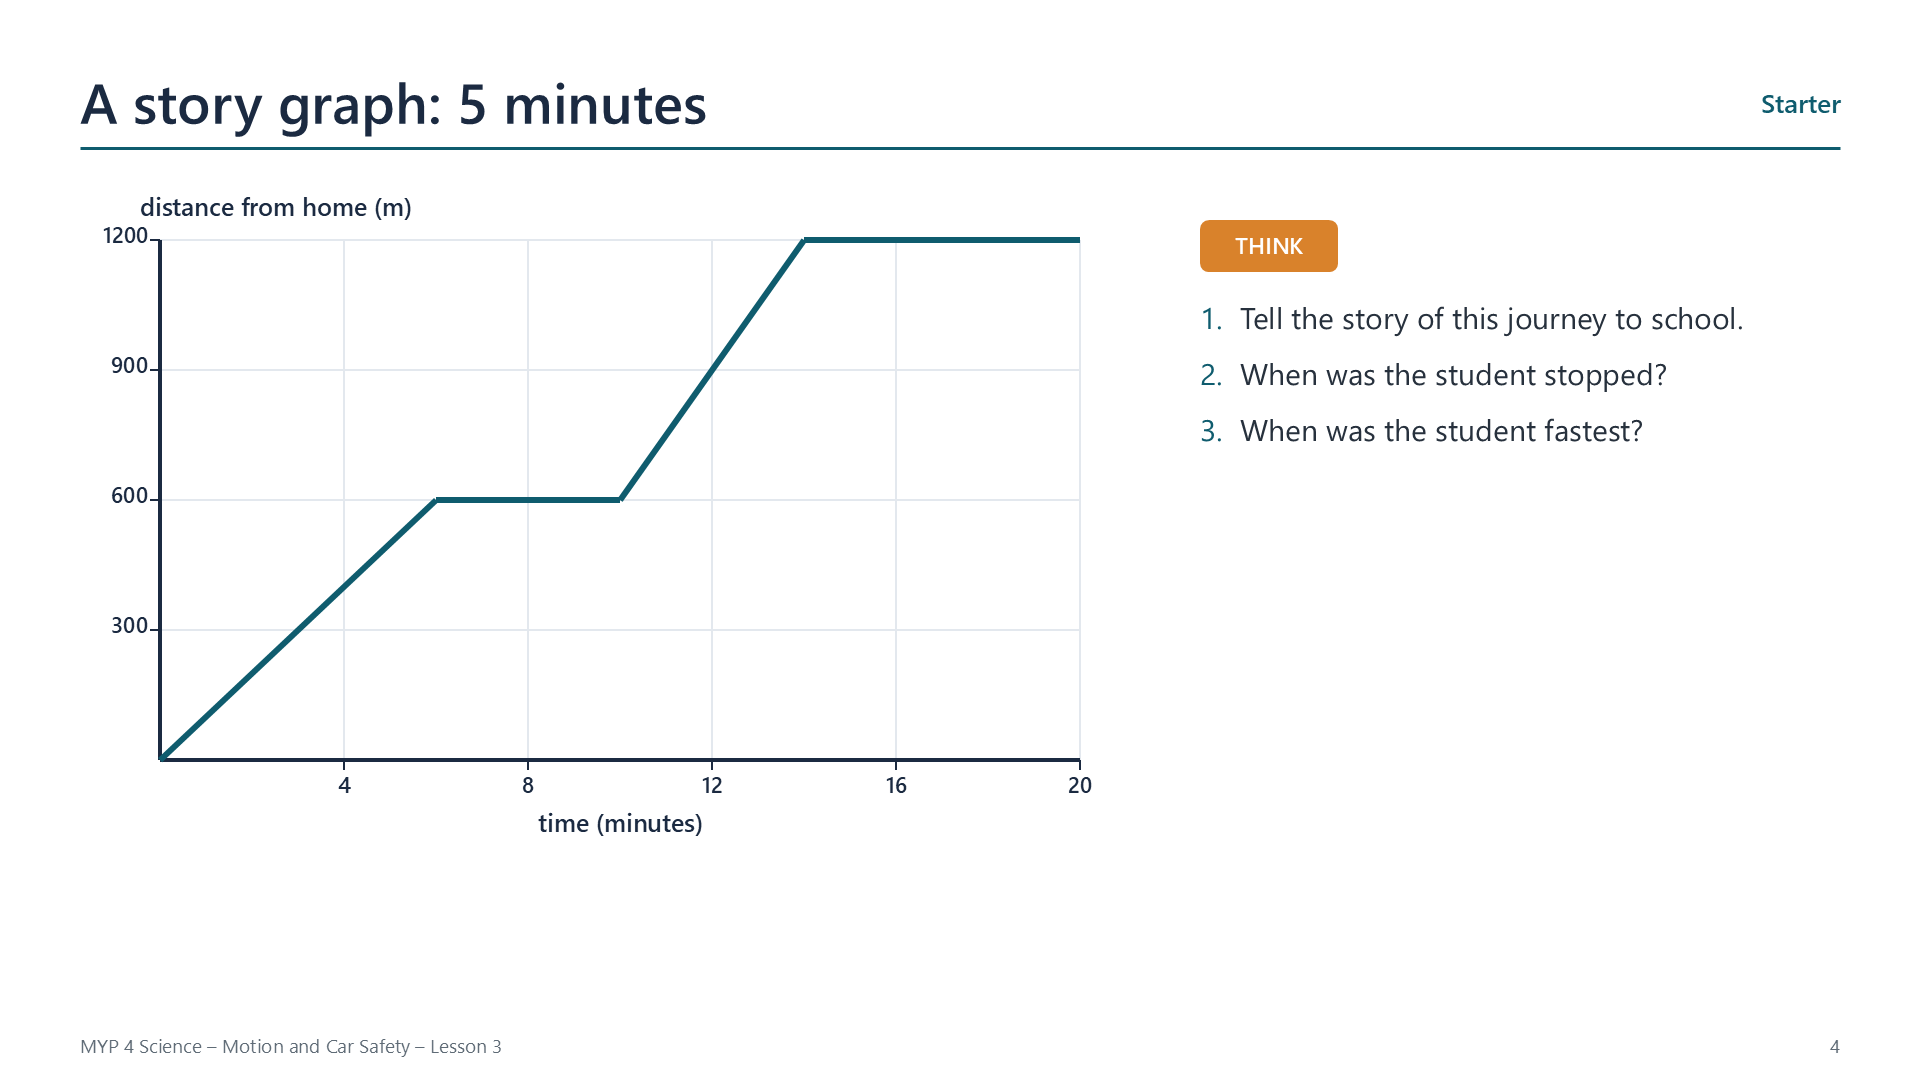 A story graph: 5 minutes
Starter
distance from home (m)
1200
900
600
300
4 8 12 16 20
time (minutes)
THINK
1. Tell the story of this journey to school.
2. When was the student stopped?
3. When was the student fastest?
MYP 4 Science – Motion and Car Safety – Lesson 3
4